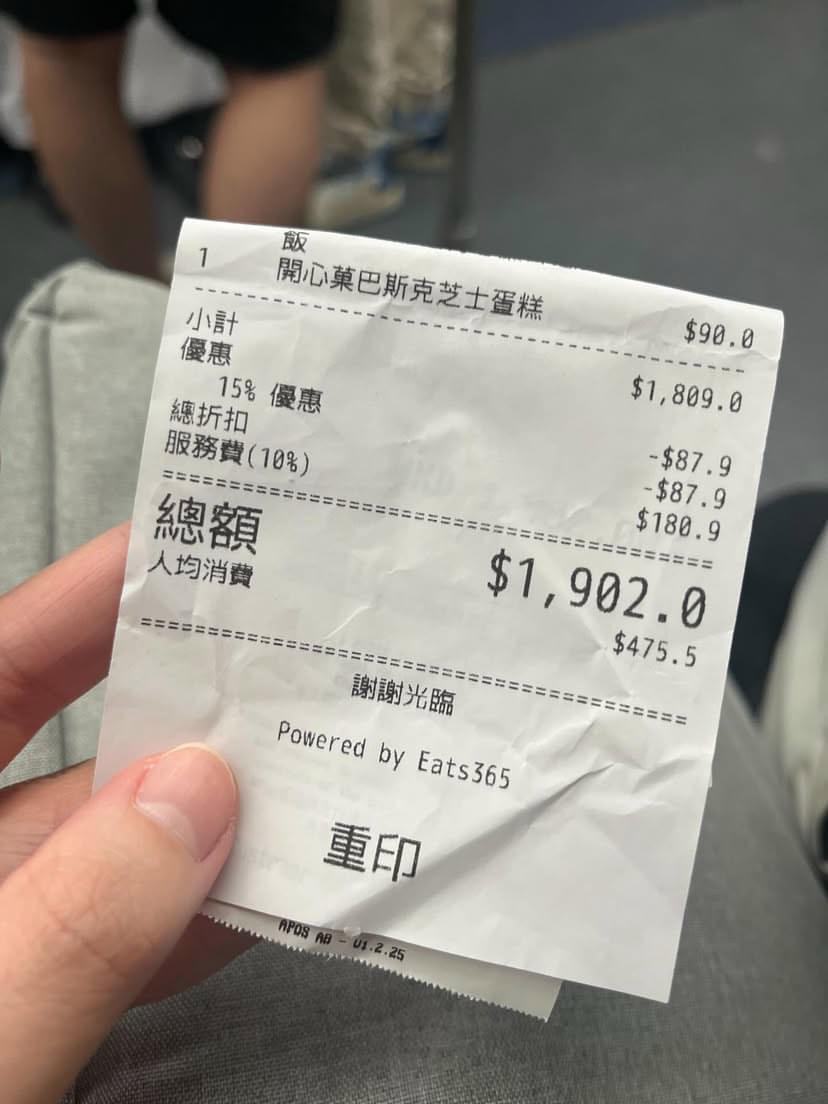 飯
1 開心菓巴斯克芝士蛋糕 $90.0
小計 $1,809.0
優惠
15% 優惠 -$87.9
總折扣 -$87.9
服務費(10%) $180.9
總額 $1,902.0
人均消費 $475.5
謝謝光臨
Powered by Eats365
重印
APOS AB - V1.2.25